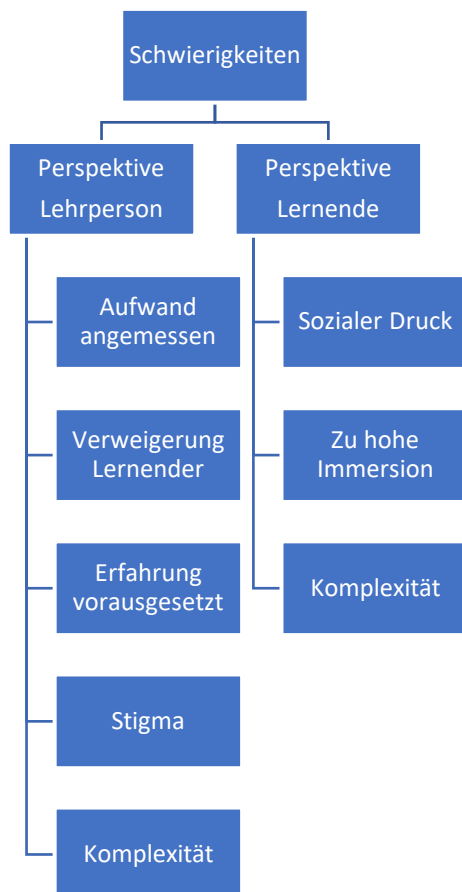 Schwierigkeiten
Perspektive
Lehrperson
Aufwand
angemessen
Verweigerung
Lernender
Erfahrung
vorausgesetzt
Stigma
Komplexität
Perspektive
Lernende
Sozialer Druck
Zu hohe
Immersion
Komplexität